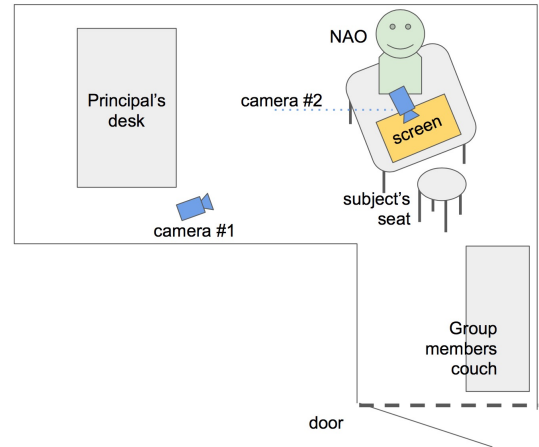 NAO
Principal's
desk
camera #2
screen
subject's
seat
camera #1
Group
members
couch
door